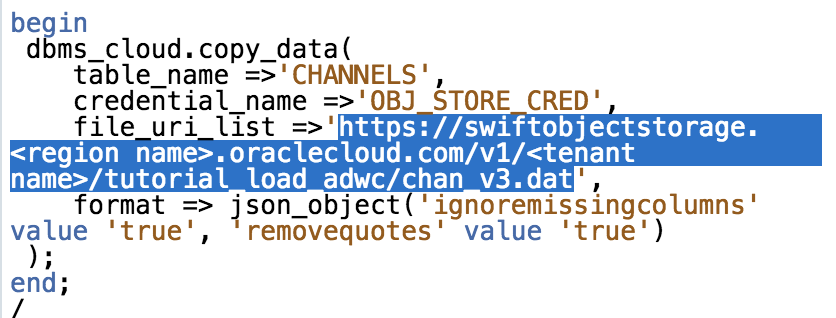 begin
 dbms_cloud.copy_data(
    table_name =>'CHANNELS',
    credential_name =>'OBJ_STORE_CRED',
    file_uri_list =>'https://swiftobjectstorage.
<region name>.oraclecloud.com/v1/<tenant
name>/tutorial_load_adwc/chan_v3.dat',
    format => json_object('ignoremissingcolumns'
value 'true', 'removequotes' value 'true')
 );
end;
/